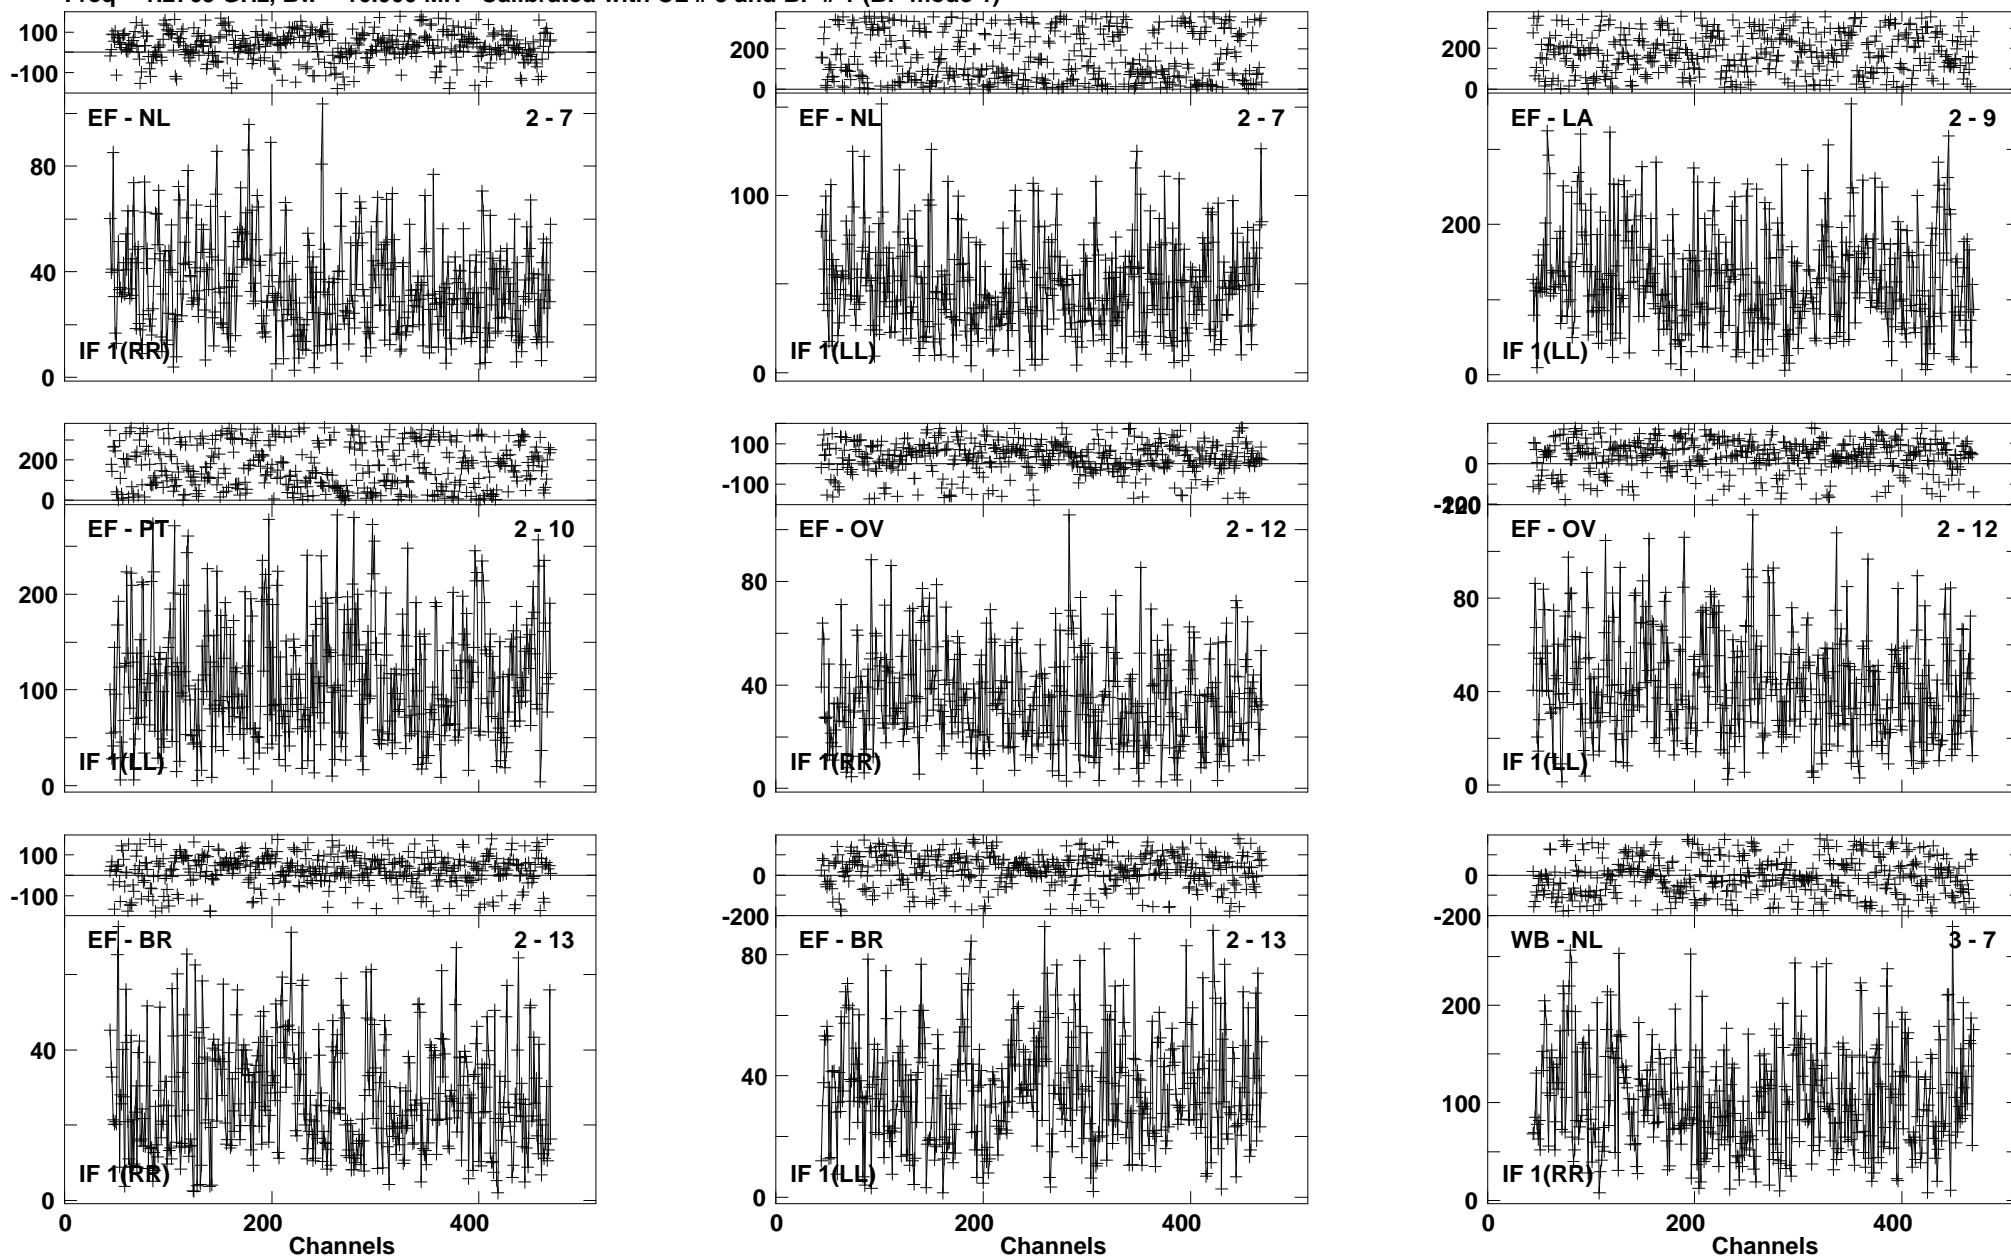 100
-100
EF - NL 2 - 7
80
40
IF 1(RR)
0
200
0
EF - NL 2 - 7
100
IF 1(LL)
0
200
0
EF - LA 2 - 9
200
IF 1(LL)
0
200
0
EF - PT 2 - 10
200
100
IF 1(LL)
0
100
-100
EF - OV 2 - 12
80
40
IF 1(RR)
0
0
EF - OV 2 - 12
80
40
IF 1(LL)
0
100
-100
EF - BR 2 - 13
40
IF 1(RR)
0
0 200 400
Channels
0
-200
EF - BR 2 - 13
80
40
IF 1(LL)
0
0 200 400
Channels
0
-200
WB - NL 3 - 7
200
100
IF 1(RR)
0
0 200 400
Channels